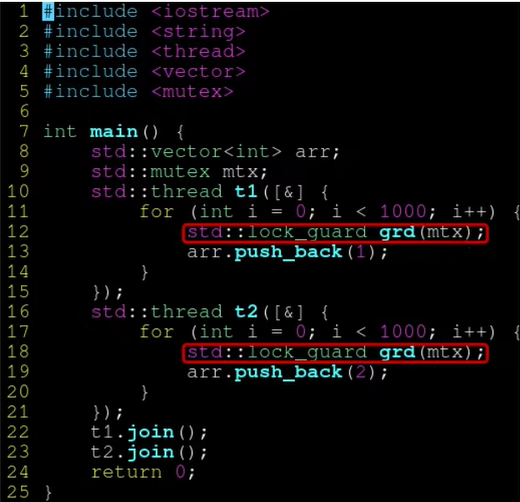 1 #include <iostream>
2 #include <string>
3 #include <thread>
4 #include <vector>
5 #include <mutex>
6
7 int main() {
8     std::vector<int> arr;
9     std::mutex mtx;
10     std::thread t1([&] {
11         for (int i = 0; i < 1000; i++) {
12             std::lock_guard grd(mtx);
13             arr.push_back(1);
14         }
15     });
16     std::thread t2([&] {
17         for (int i = 0; i < 1000; i++) {
18             std::lock_guard grd(mtx);
19             arr.push_back(2);
20         }
21     });
22     t1.join();
23     t2.join();
24     return 0;
25 }